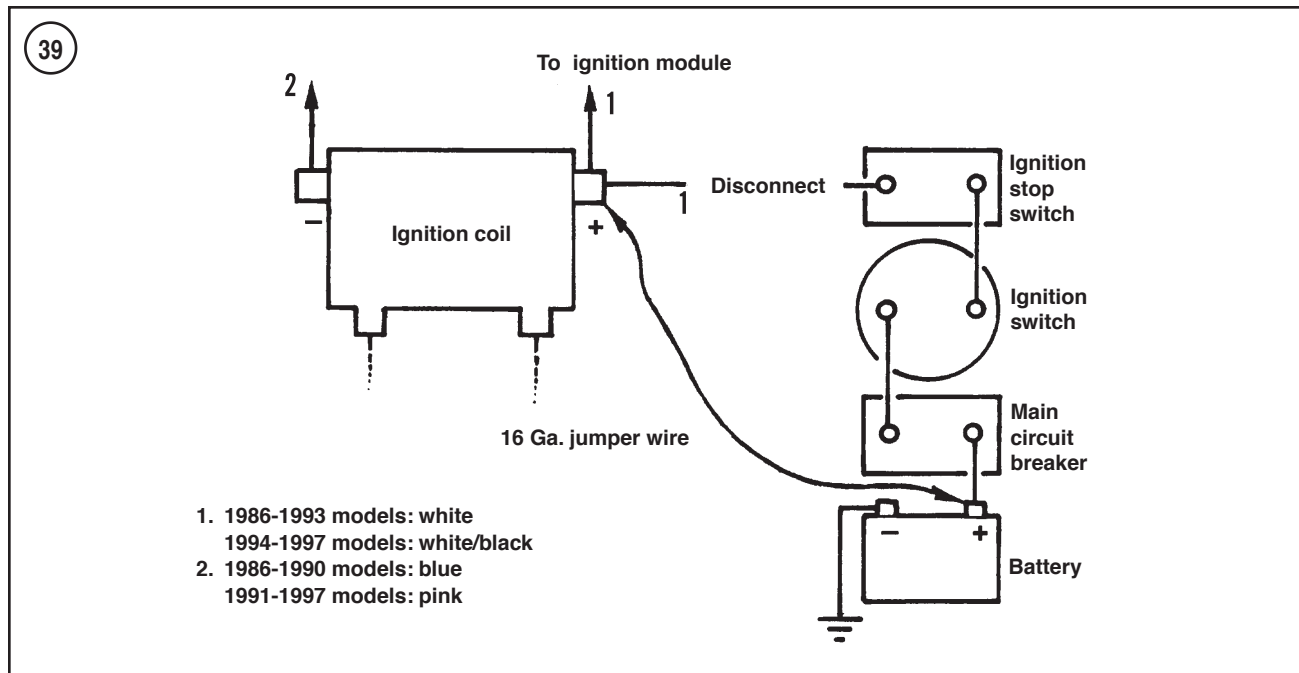 39
To ignition module
2
1
Disconnect
1
Ignition
stop
switch
Ignition coil
−
+
Ignition
switch
16 Ga. jumper wire
Main
circuit
breaker
− +
Battery
1. 1986-1993 models: white
1994-1997 models: white/black
2. 1986-1990 models: blue
1991-1997 models: pink